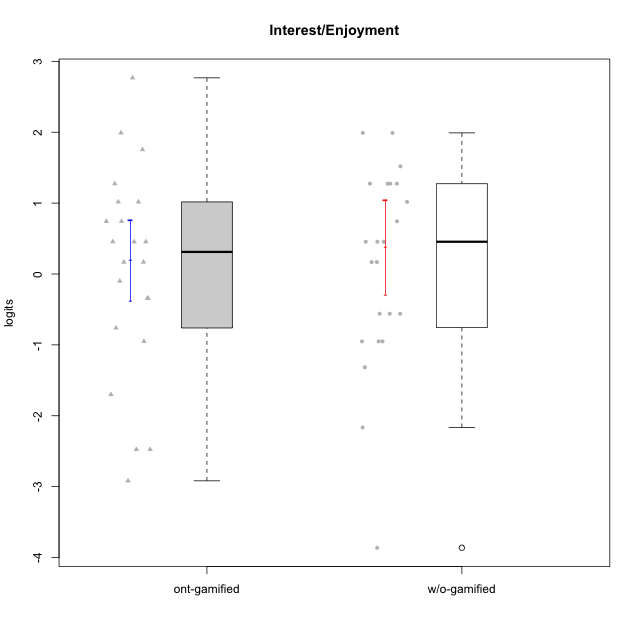 Interest/Enjoyment
logits
3
2
1
0
-1
-2
-3
-4
ont-gamified w/o-gamified